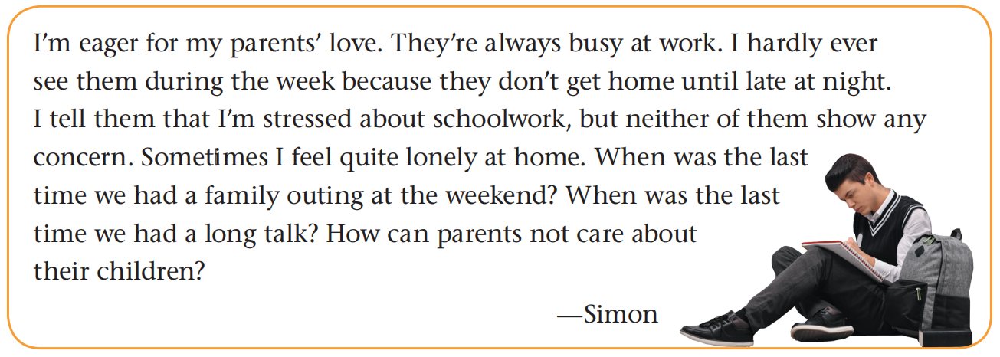 I’m eager for my parents’ love. They’re always busy at work. I hardly ever
see them during the week because they don’t get home until late at night.
I tell them that I’m stressed about schoolwork, but neither of them show any
concern. Sometimes I feel quite lonely at home. When was the last
time we had a family outing at the weekend? When was the last
time we had a long talk? How can parents not care about
their children?
—Simon